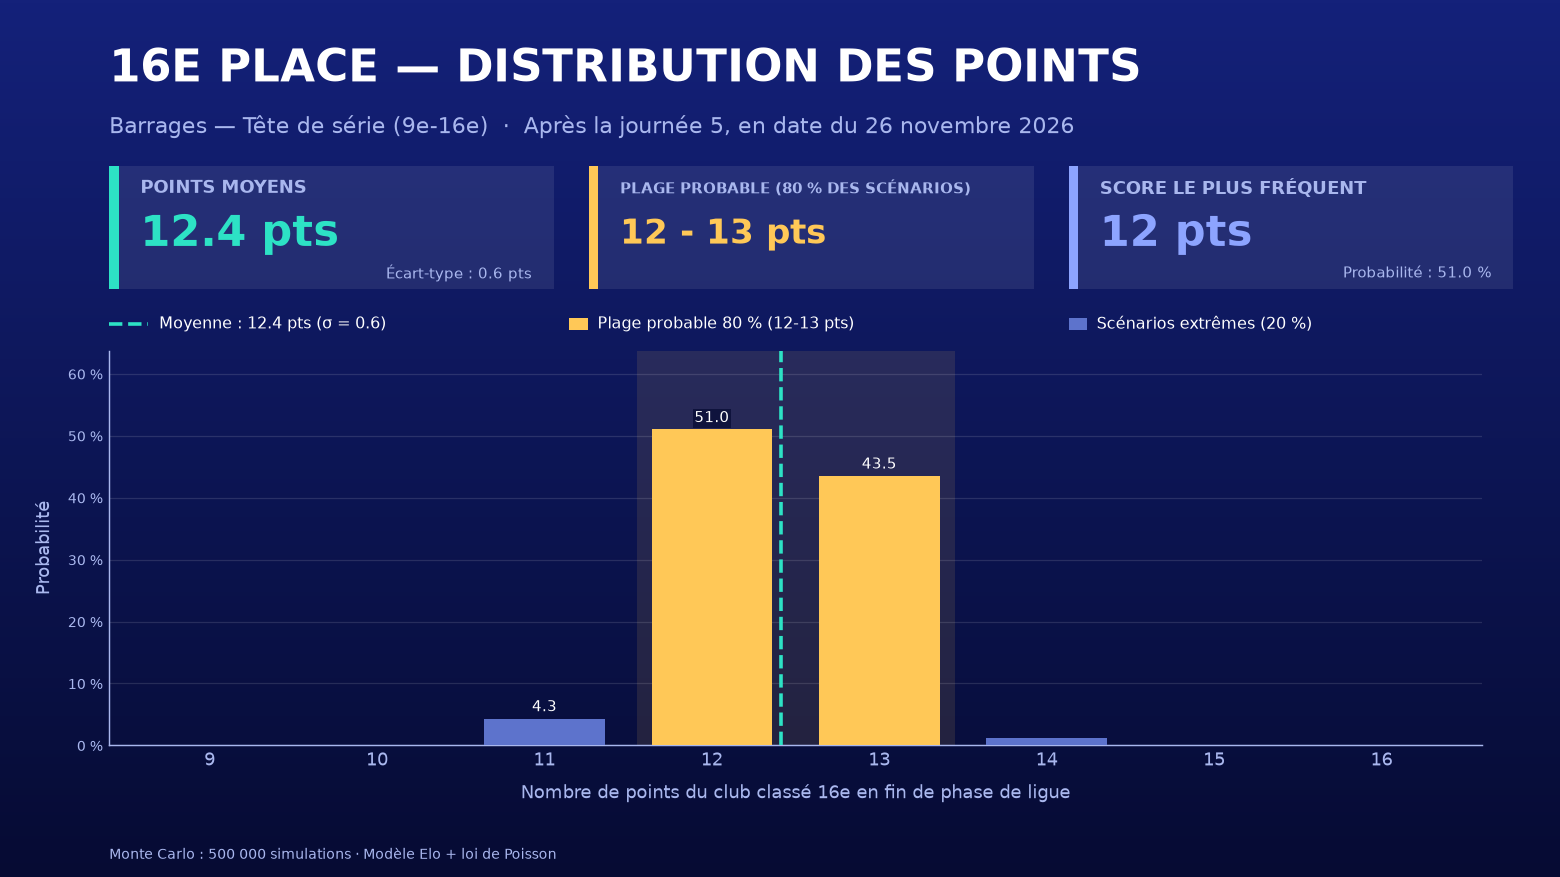 16E PLACE — DISTRIBUTION DES POINTS
Barrages — Tête de série (9e-16e) · Après la journée 5, en date du 26 novembre 2026
POINTS MOYENS
12.4 pts
Écart-type : 0.6 pts
PLAGE PROBABLE (80 % DES SCÉNARIOS)
12 - 13 pts
SCORE LE PLUS FRÉQUENT
12 pts
Probabilité : 51.0 %
Moyenne : 12.4 pts (σ = 0.6)
Plage probable 80 % (12-13 pts)
Scénarios extrêmes (20 %)
Probabilité
60 %
50 %
40 %
30 %
20 %
10 %
0 %
4.3
51.0
43.5
9
10
11
12
13
14
15
16
Nombre de points du club classé 16e en fin de phase de ligue
Monte Carlo : 500 000 simulations · Modèle Elo + loi de Poisson